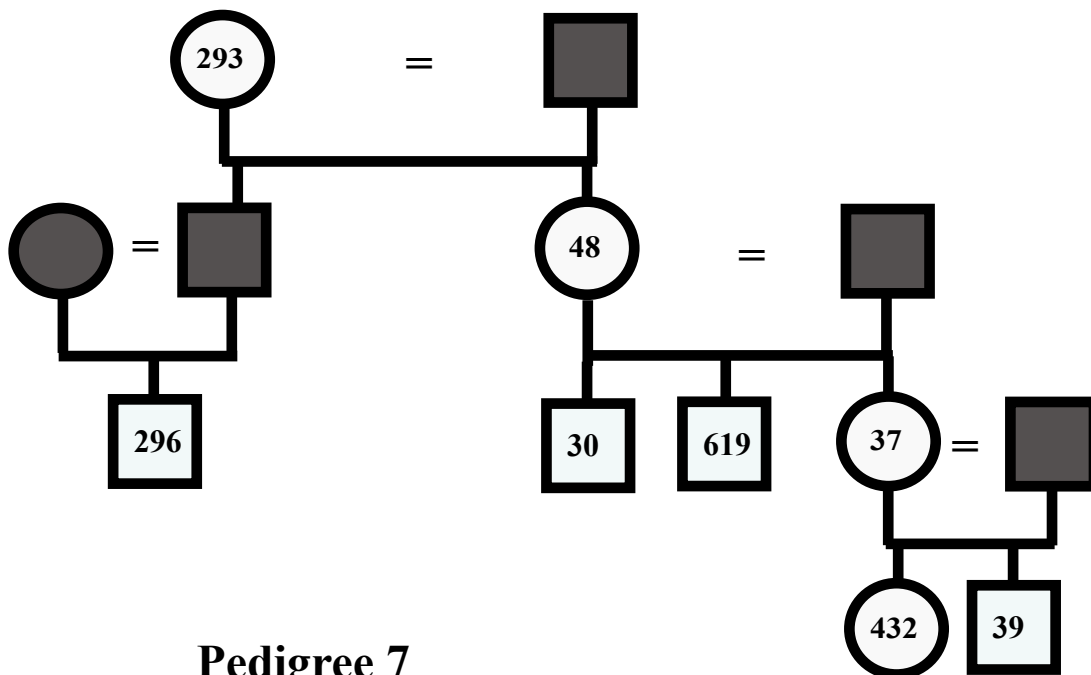 293 =
= 48 =
296 30 619 37 =
432 39
Pedigree 7